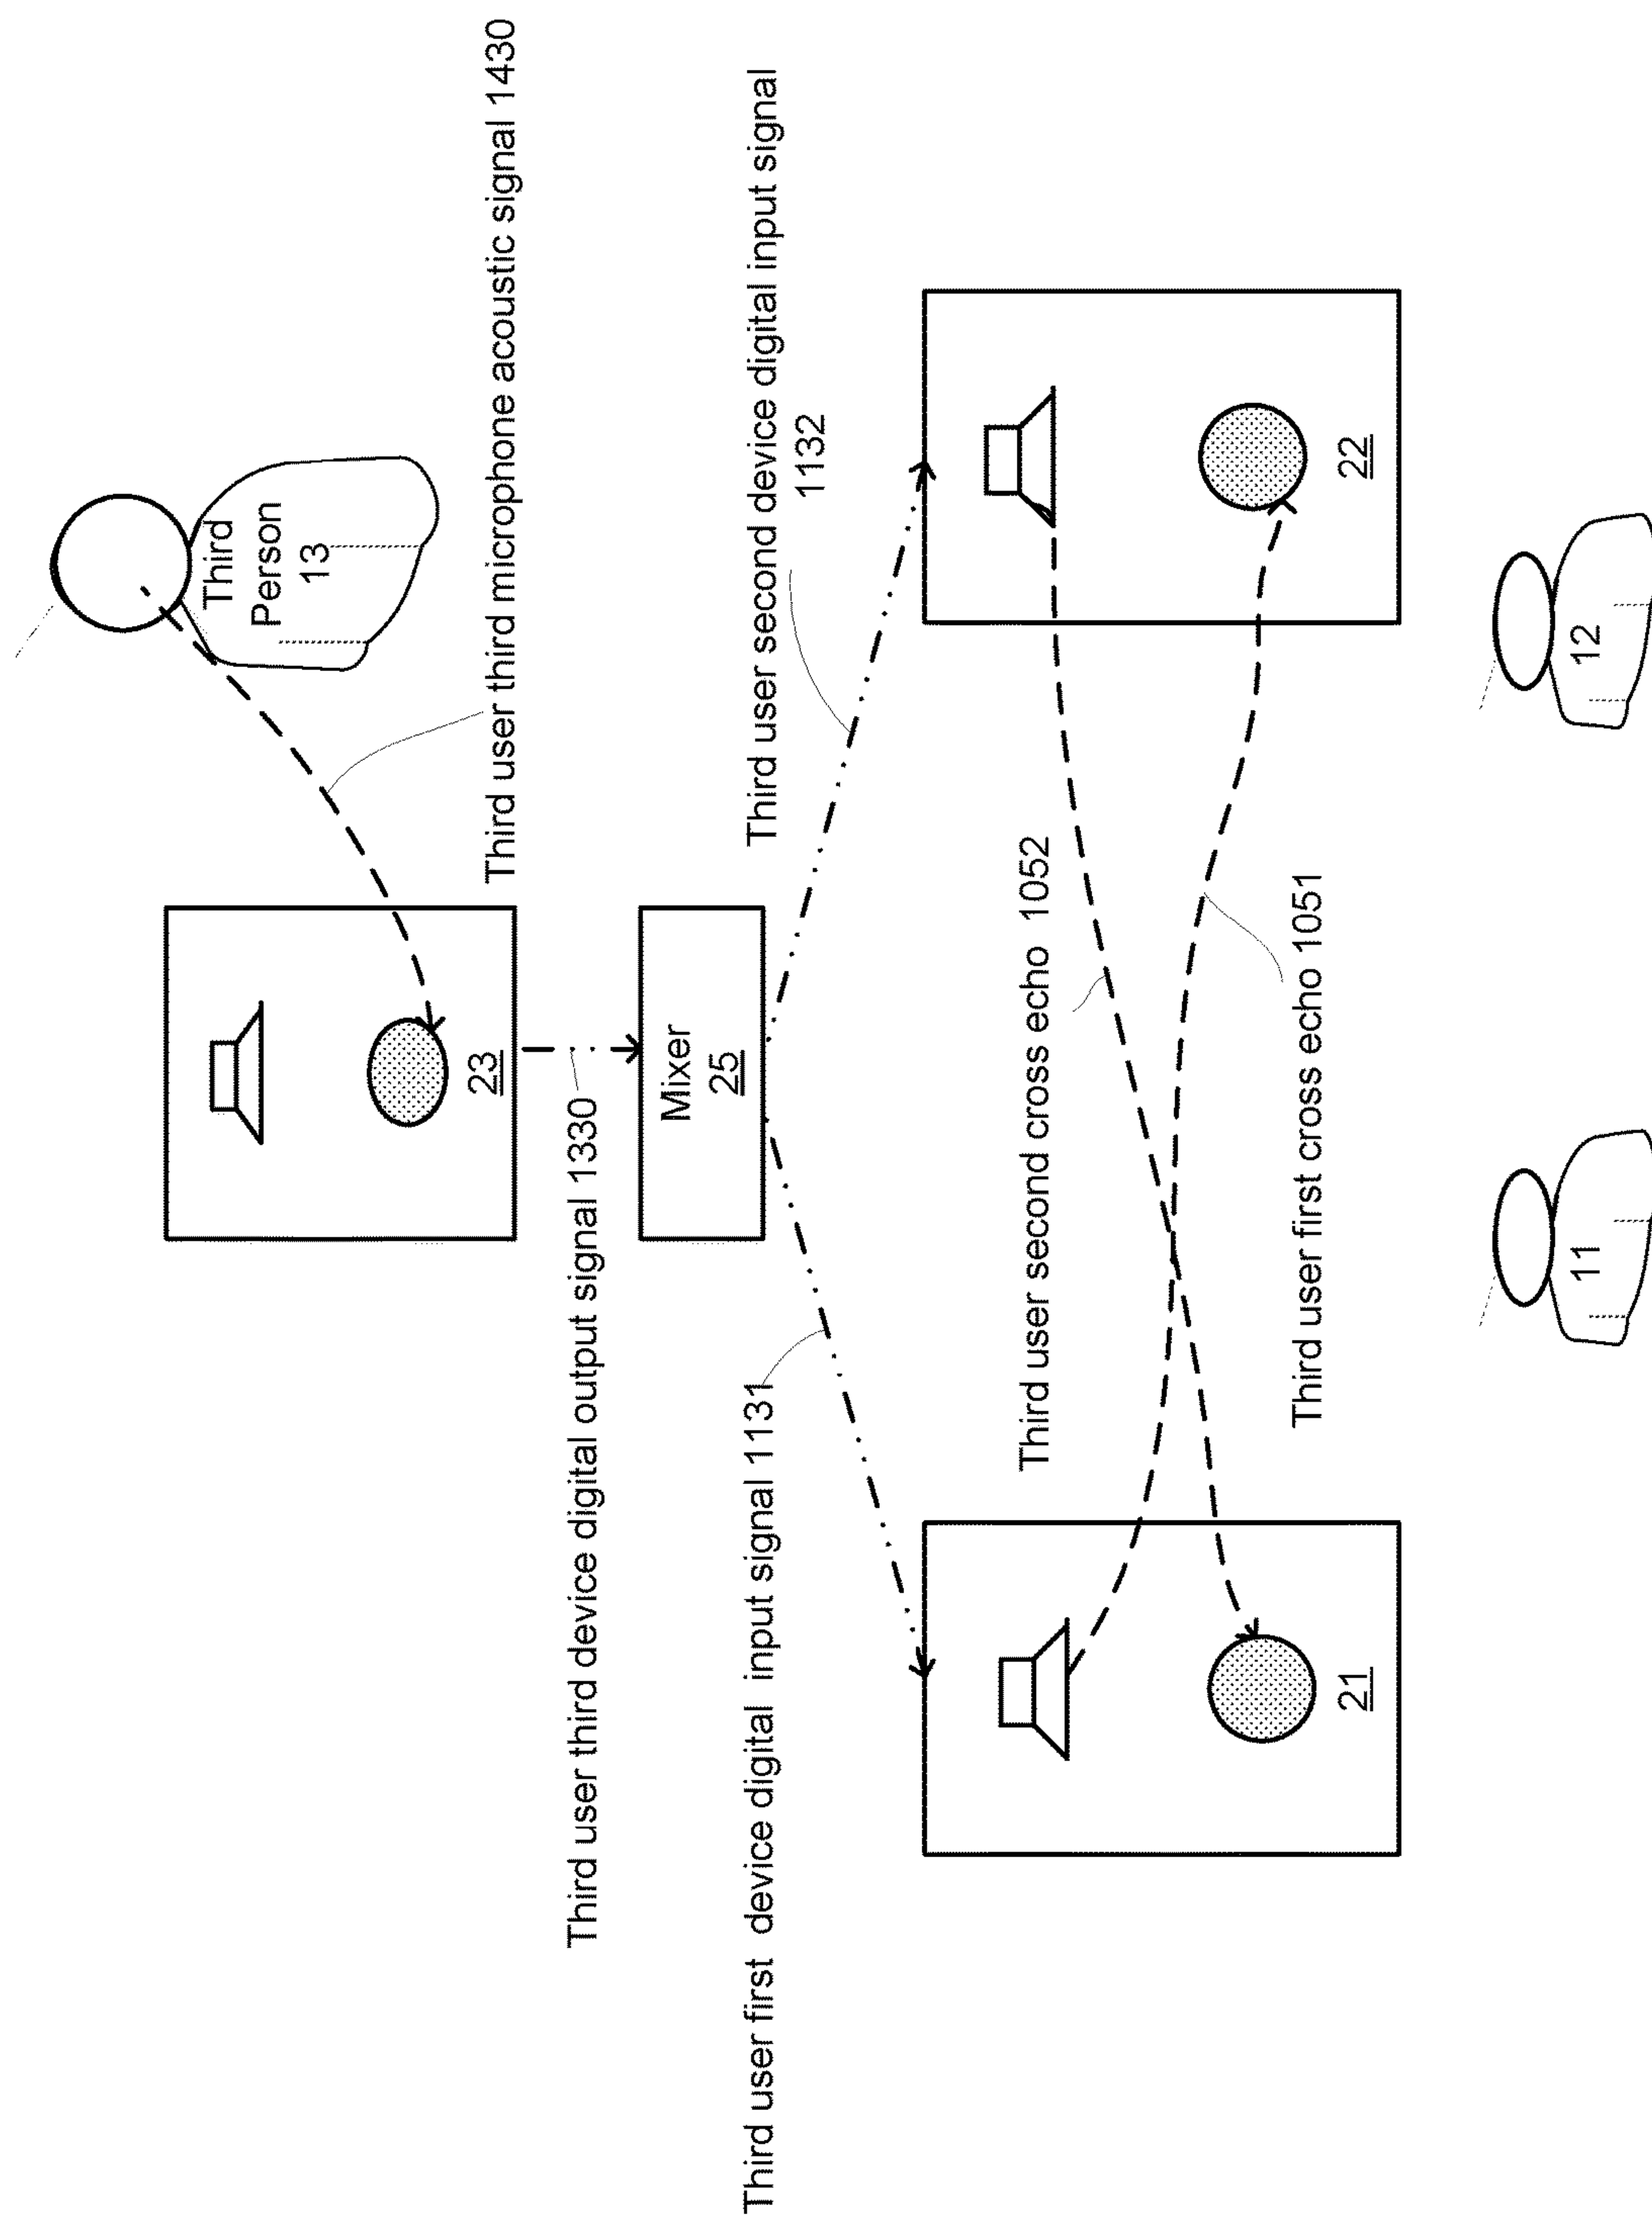 Third
Person
13
Third user third microphone acoustic signal 1430
23
Third user third device digital output signal 1330
Mixer
25
Third user first device digital input signal 1131
Third user second device digital input signal
1132
Third user second cross echo 1052
Third user first cross echo 1051
21
22
11
12